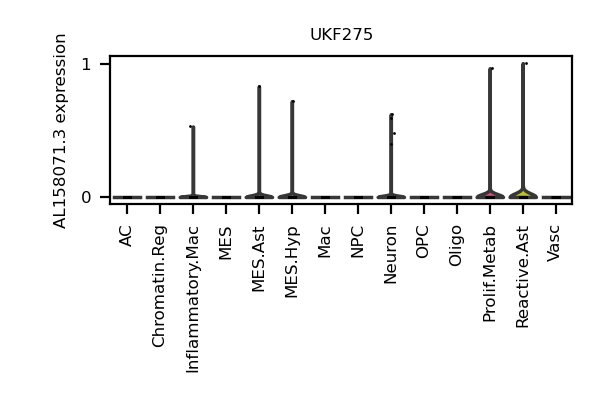 UKF275
AL158071.3 expression
1
0
AC
Chromatin.Reg
Inflammatory.Mac
MES
MES.Ast
MES.Hyp
Mac
NPC
Neuron
OPC
Oligo
Prolif.Metab
Reactive.Ast
Vasc